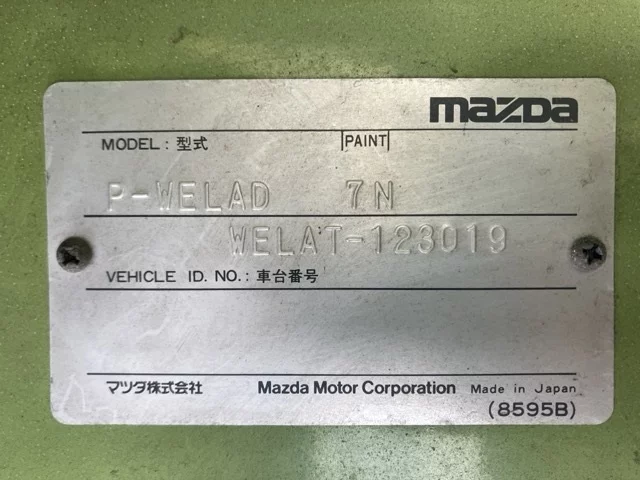 mazda
MODEL : 型式 PAINT
P-WELAD 7N
WELAT-123019
VEHICLE ID. NO. : 車台番号
マツダ株式会社 Mazda Motor Corporation Made in Japan
(8595B)